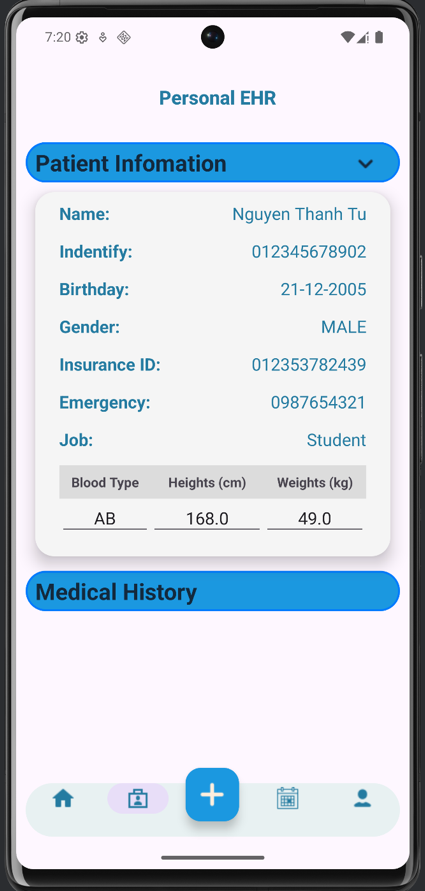 7:20
Personal EHR
Patient Infomation
Name: Nguyen Thanh Tu
Indentify: 012345678902
Birthday: 21-12-2005
Gender: MALE
Insurance ID: 012353782439
Emergency: 0987654321
Job: Student
Blood Type Heights (cm) Weights (kg)
AB 168.0 49.0
Medical History